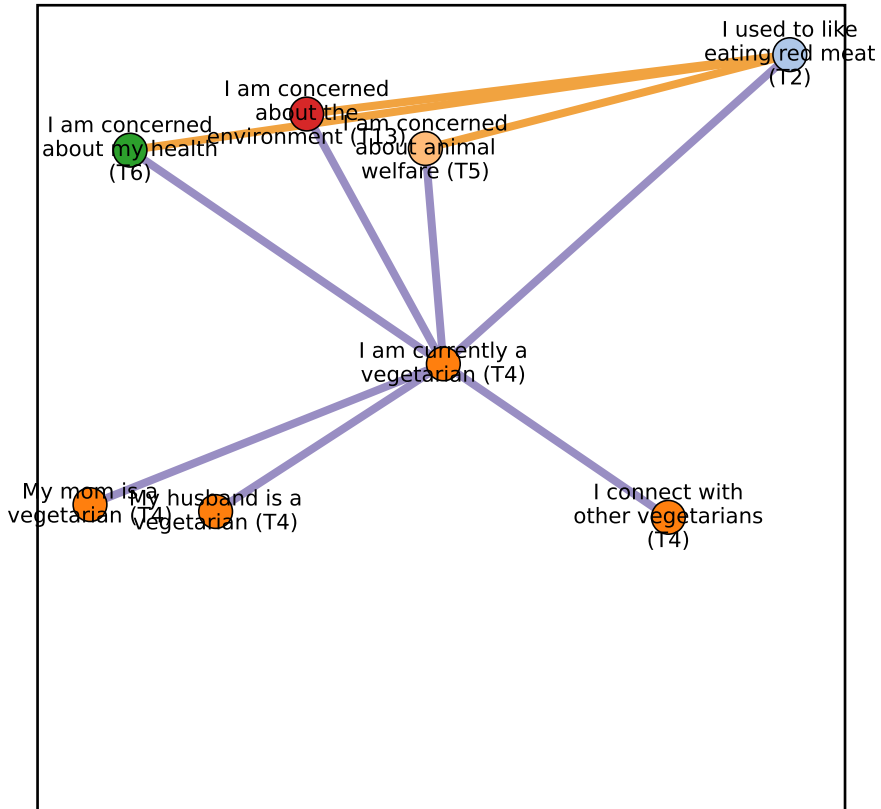 I used to like
eating red meat
(T2)
I am concerned
about the
environment (T13)
I am concerned
about animal
welfare (T5)
I am concerned
about my health
(T6)
I am currently a
vegetarian (T4)
My mom is a
vegetarian (T4)
My husband is a
vegetarian (T4)
I connect with
other vegetarians
(T4)